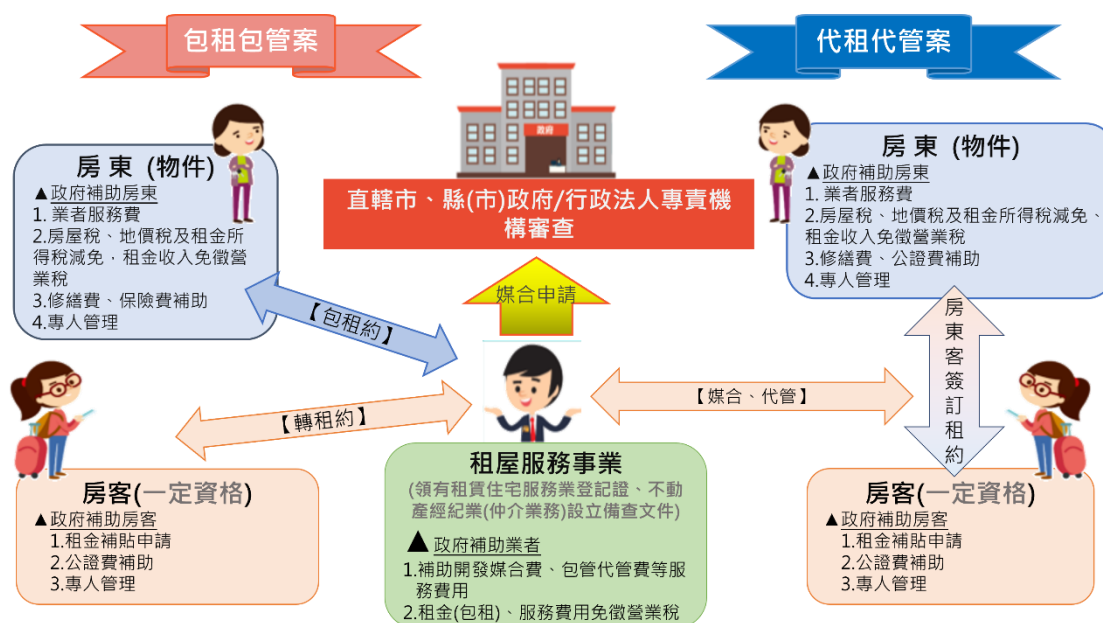 包租包管案
代租代管案
政府
直轄市、縣(市)政府/行政法人專責機
構審查
媒合申請
房 東 (物件)
▲政府補助房東
1. 業者服務費
2.房屋稅、地價稅及租金所
得稅減免，租金收入免徵營
業稅
3.修繕費、保險費補助
4.專人管理
【包租約】
【轉租約】
房客(一定資格)
▲政府補助房客
1.租金補貼申請
2.公證費補助
3.專人管理
租屋服務事業
(領有租賃住宅服務業登記證、不動
產經紀業(仲介業務)設立備查文件)
▲政府補助業者
1.補助開發媒合費、包管代管費等服
務費用
2.租金(包租)、服務費用免徵營業稅
【媒合、代管】
房 東 (物件)
▲政府補助房東
1. 業者服務費
2.房屋稅、地價稅及租金所得稅減免、
租金收入免徵營業稅
3.修繕費、公證費補助
4.專人管理
房東客簽訂租約
房客(一定資格)
▲政府補助房客
1.租金補貼申請
2.公證費補助
3.專人管理